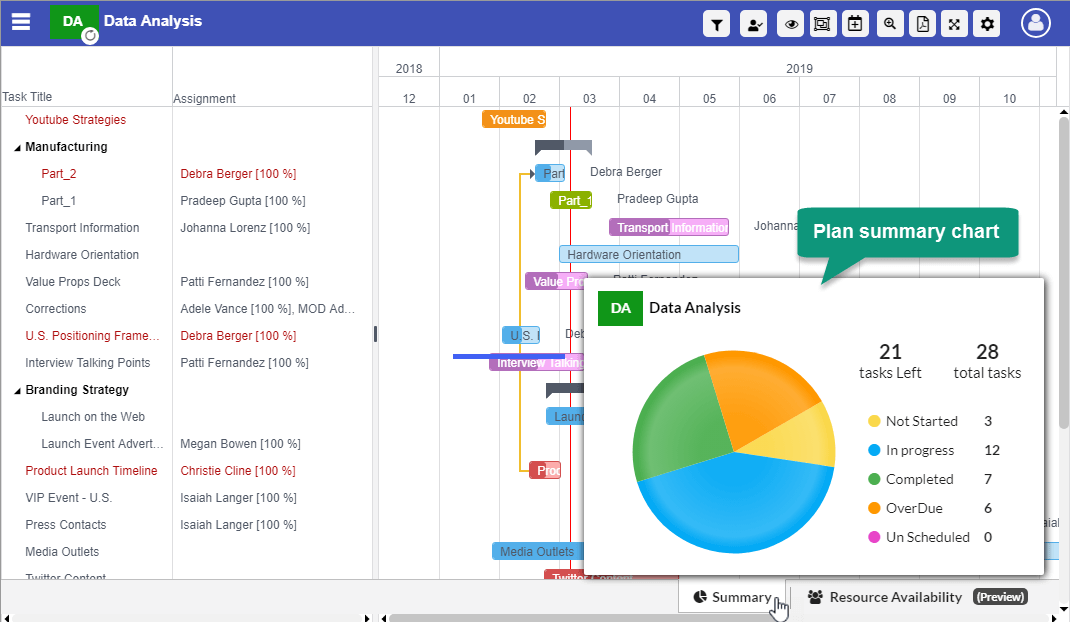 DA Data Analysis
2018 2019
Task Title Assignment 12 01 02 03 04 05 06 07 08 09 10
Youtube Strategies Youtube S
Manufacturing
Part_2 Debra Berger [100 %] Part Debra Berger
Part_1 Pradeep Gupta [100 %] Part_1 Pradeep Gupta
Transport Information Johanna Lorenz [100 %] Transport Information Johanna
Plan summary chart
Hardware Orientation Hardware Orientation
Value Props Deck Patti Fernandez [100 %] Value Pro Patti Fernandez
Corrections Adele Vance [100 %], MOD Ad...
U.S. Positioning Frame... Debra Berger [100 %] U.S. Deb
Interview Talking Points Patti Fernandez [100 %] Interview Talking
Branding Strategy
Launch on the Web Laun
Launch Event Advert... Megan Bowen [100 %]
Product Launch Timeline Christie Cline [100 %] Proc
VIP Event - U.S. Isaiah Langer [100 %]
Press Contacts Isaiah Langer [100 %] aial
Media Outlets Media Outlets
Twitter Content Twitter Content
DA Data Analysis
21 28
tasks Left total tasks
Not Started 3
In progress 12
Completed 7
OverDue 6
Un Scheduled 0
Summary Resource Availability (Preview)